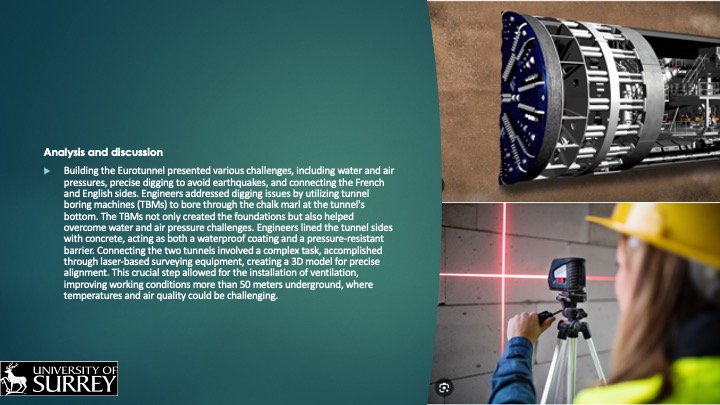 Analysis and discussion
Building the Eurotunnel presented various challenges, including water and air
pressures, precise digging to avoid earthquakes, and connecting the French
and English sides. Engineers addressed digging issues by utilizing tunnel
boring machines (TBMs) to bore through the chalk marl at the tunnel's
bottom. The TBMs not only created the foundations but also helped
overcome water and air pressure challenges. Engineers lined the tunnel sides
with concrete, acting as both a waterproof coating and a pressure-resistant
barrier. Connecting the two tunnels involved a complex task, accomplished
through laser-based surveying equipment, creating a 3D model for precise
alignment. This crucial step allowed for the installation of ventilation,
improving working conditions more than 50 meters underground, where
temperatures and air quality could be challenging.
UNIVERSITY OF
SURREY